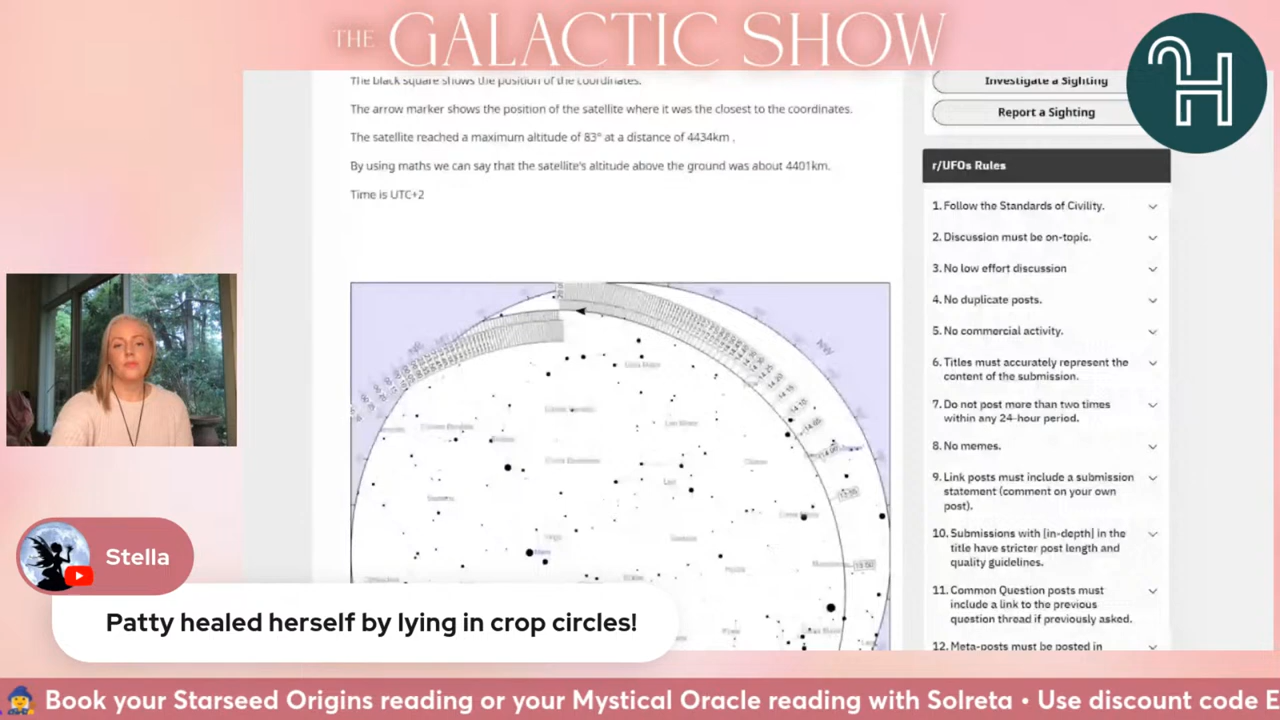 THE GALACTIC SHOW
H
The black square shows the position of the coordinates.
The arrow marker shows the position of the satellite where it was the closest to the coordinates.
The satellite reached a maximum altitude of 83° at a distance of 4434km .
By using maths we can say that the satellite's altitude above the ground was about 4401km.
Time is UTC+2
Investigate a Sighting
Report a Sighting
r/UFOs Rules
1. Follow the Standards of Civility.
2. Discussion must be on-topic.
3. No low effort discussion
4. No duplicate posts.
5. No commercial activity.
6. Titles must accurately represent the
content of the submission.
7. Do not post more than two times
within any 24-hour period.
8. No memes.
9. Link posts must include a submission
statement (comment on your own
post).
10. Submissions with [in-depth] in the
title have stricter post length and
quality guidelines.
11. Common Question posts must
include a link to the previous
question thread if previously asked.
12. Meta-posts must be posted in
NW
Stella
Patty healed herself by lying in crop circles!
Book your Starseed Origins reading or your Mystical Oracle reading with Solreta • Use discount code E